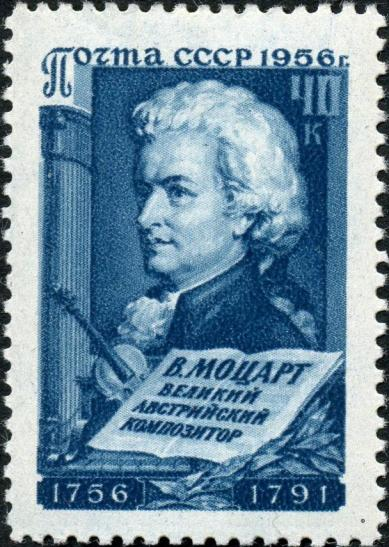 Почта СССР 1956г.
40
к
В. МОЦАРТ
ВЕЛИКИЙ
АВСТРИЙСКИЙ
КОМПОЗИТОР
1756 1791